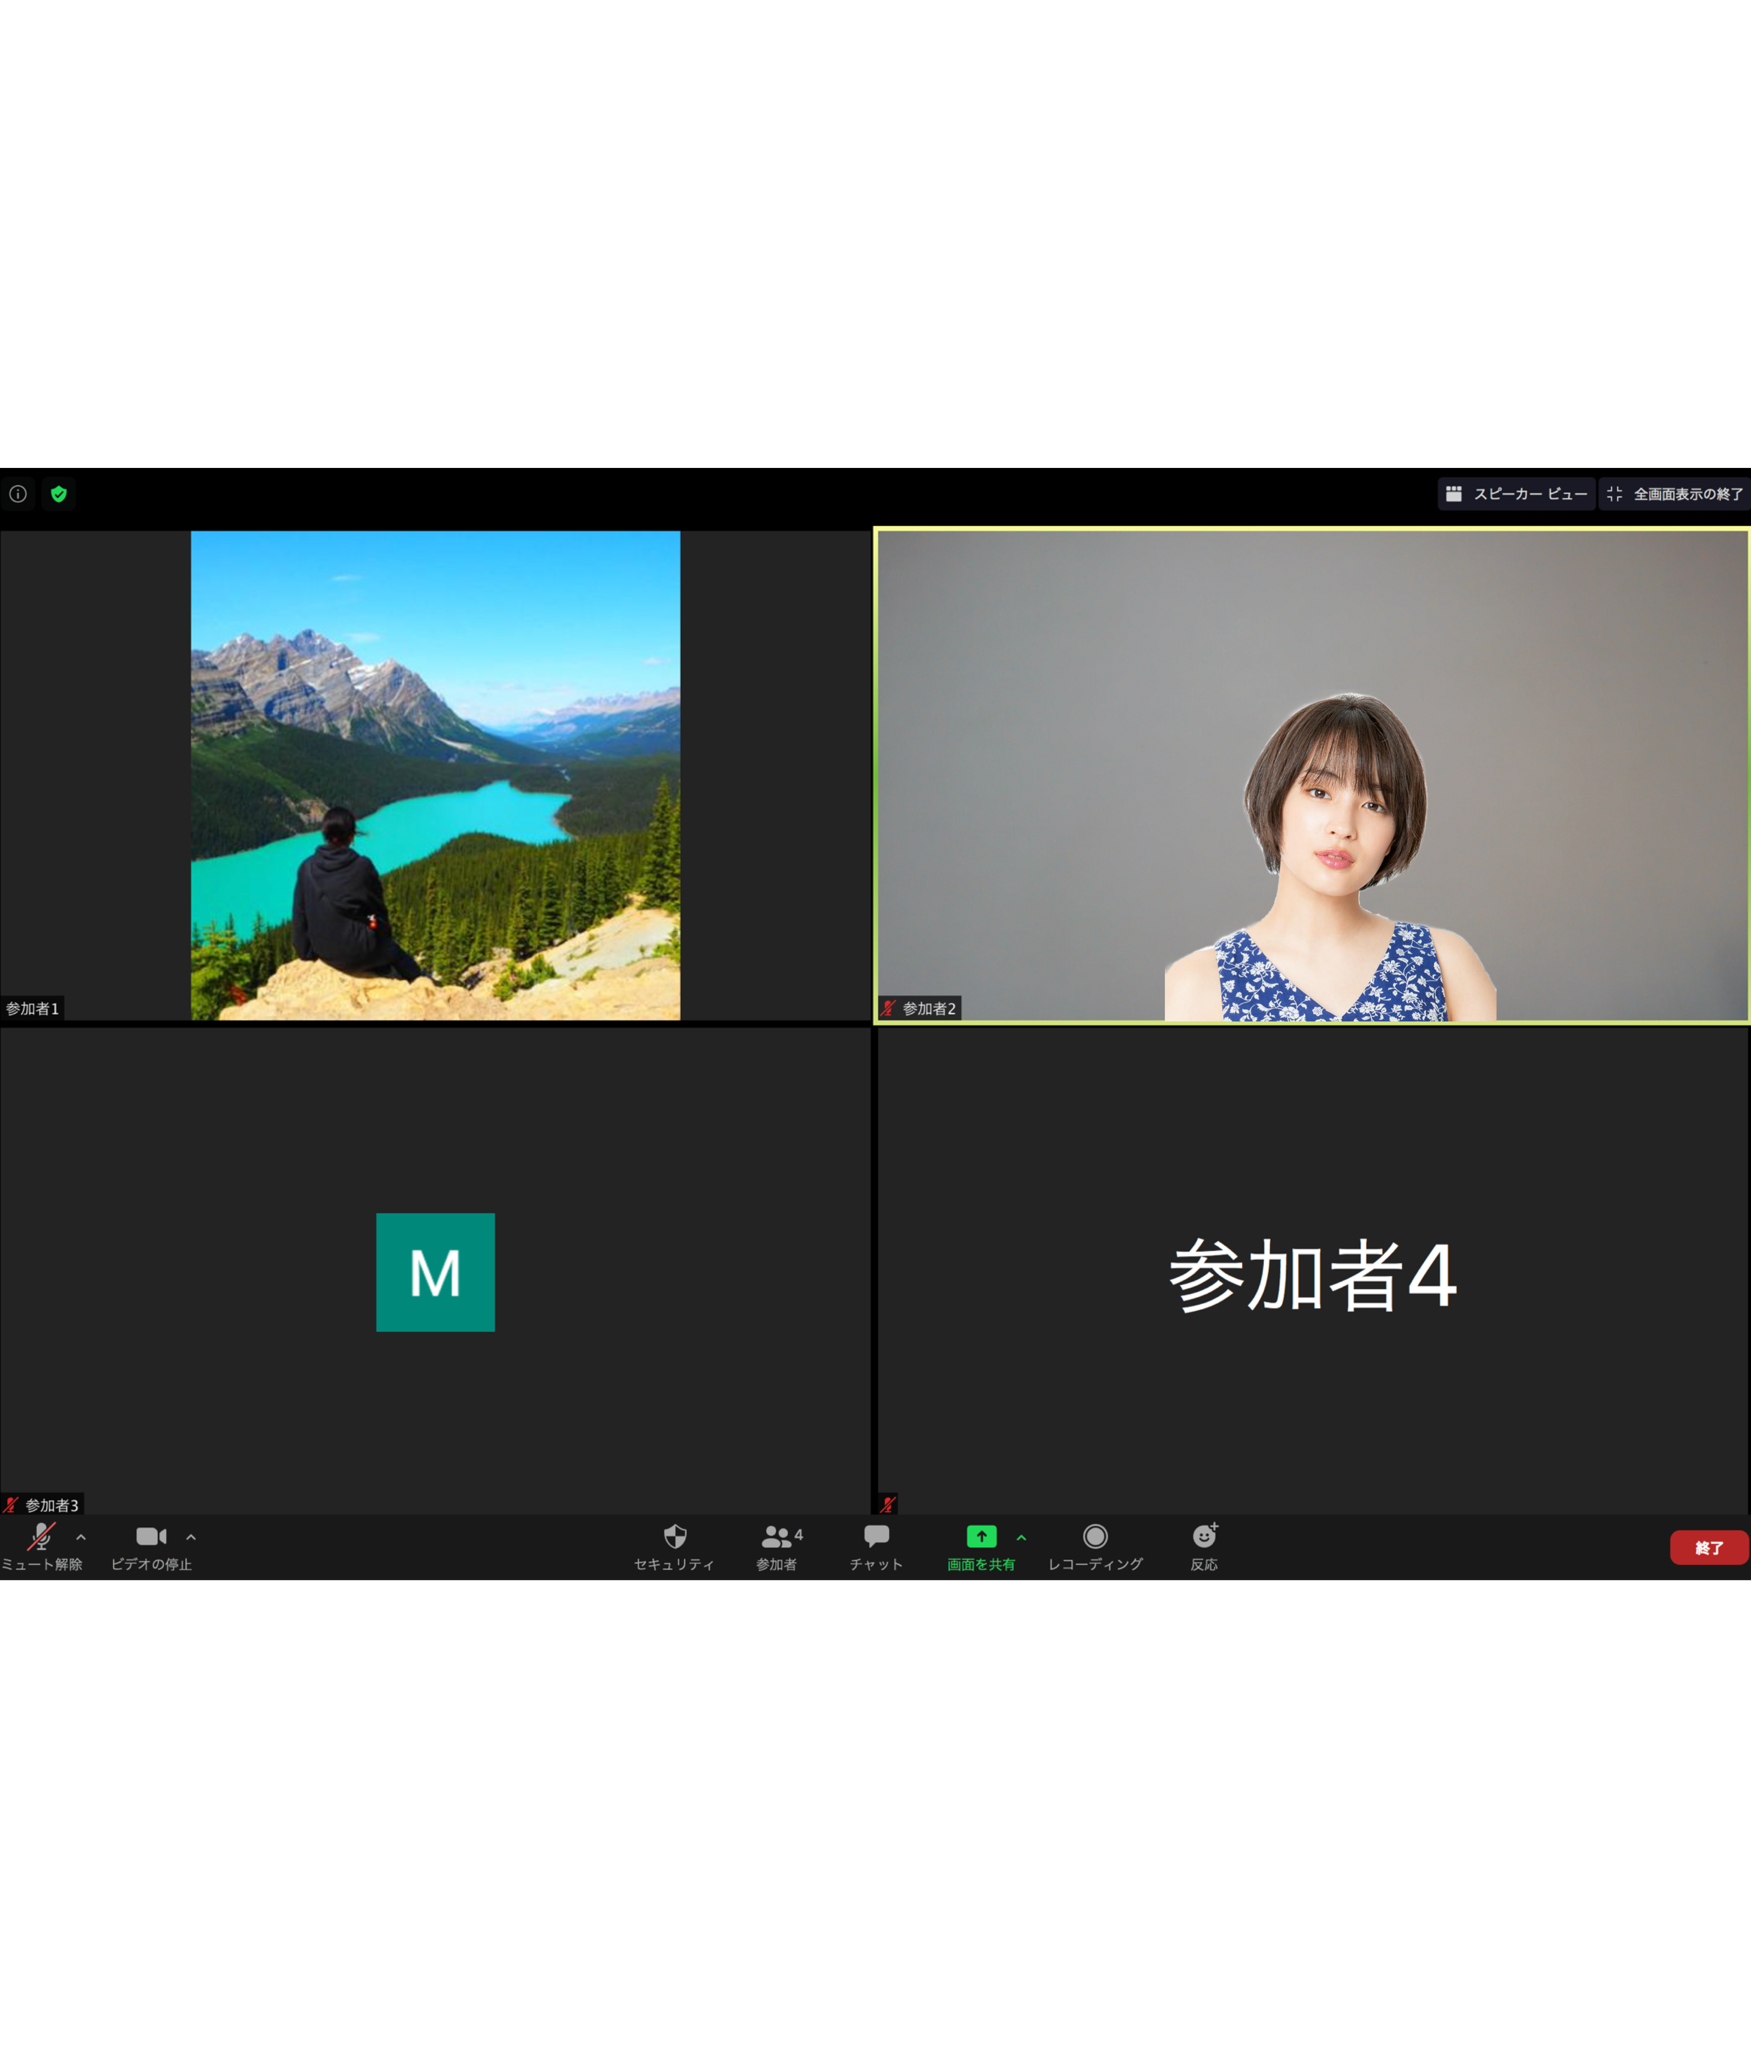 スピーカー ビュー
全画面表示の終了
参加者1
参加者2
M
参加者4
参加者3
ミュート解除
ビデオの停止
セキュリティ
4
参加者
チャット
画面を共有
レコーディング
反応
終了